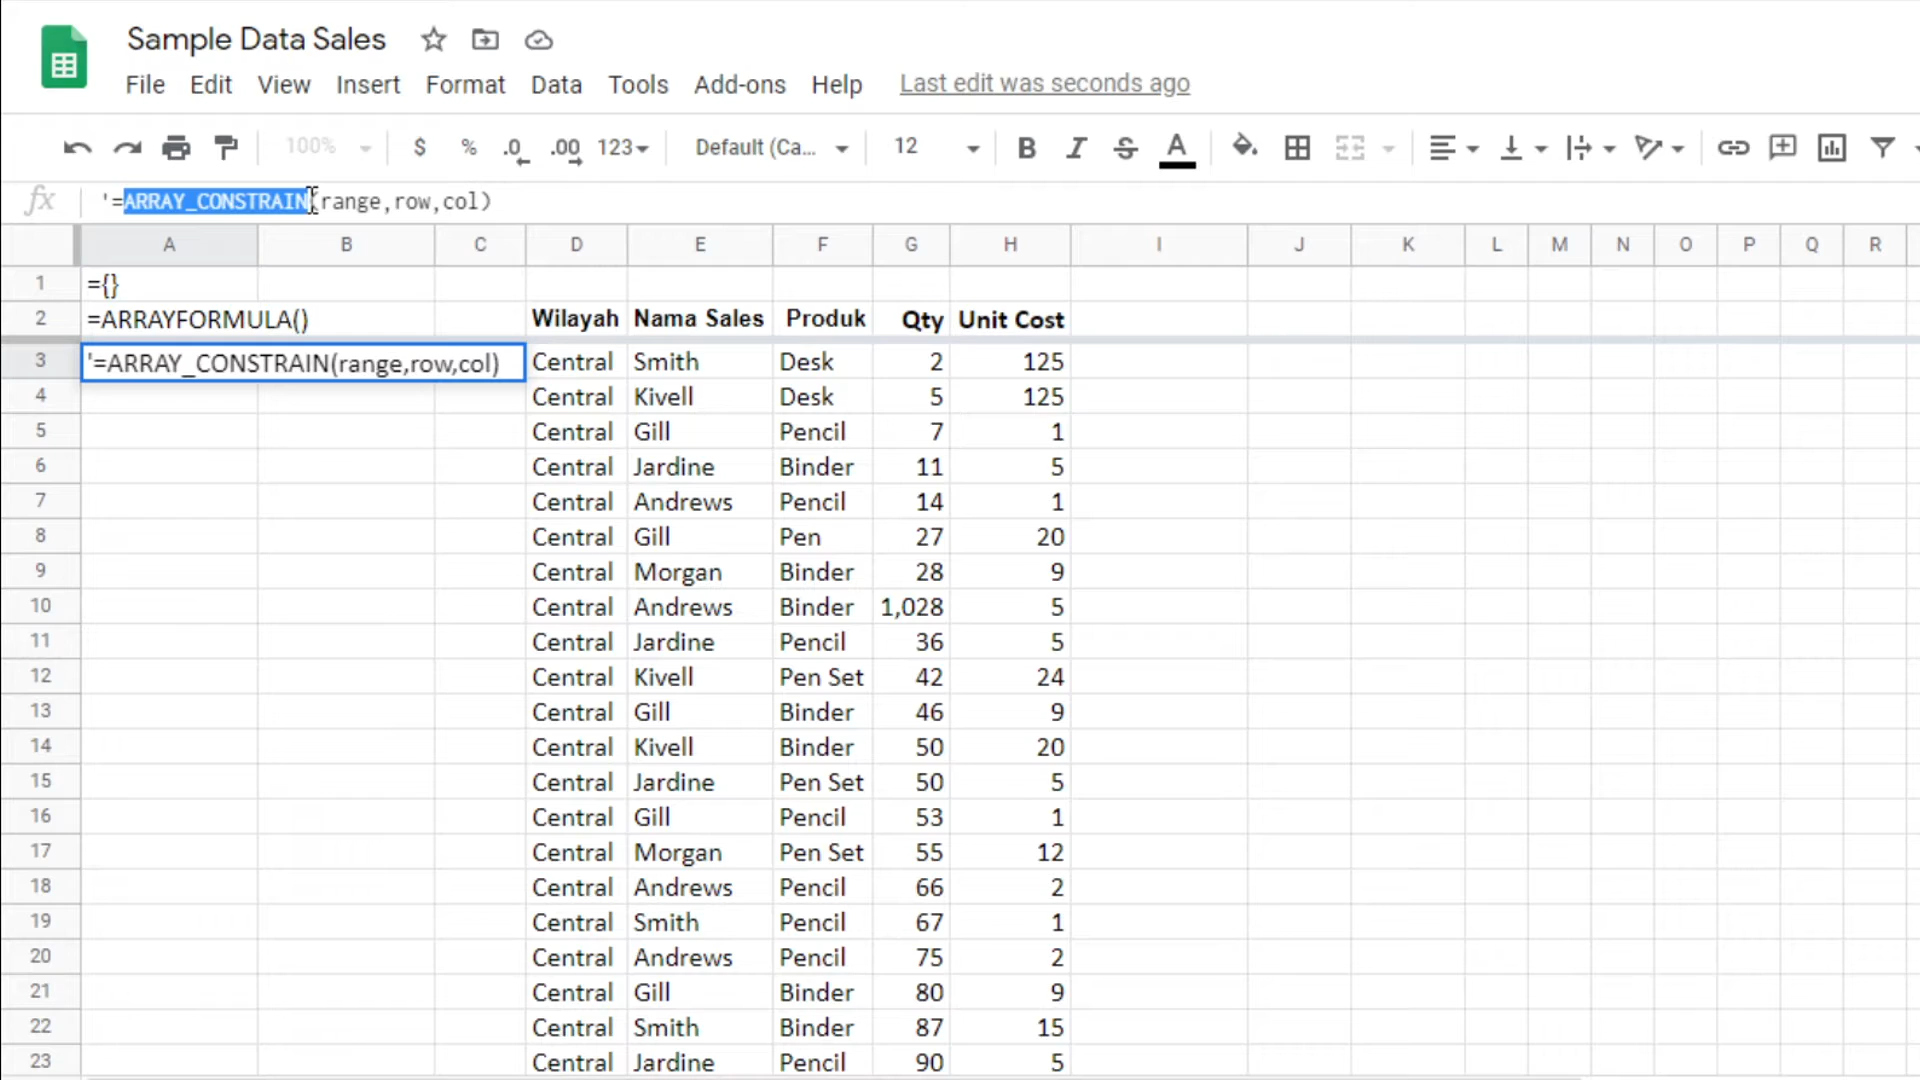 Sample Data Sales
File Edit View Insert Format Data Tools Add-ons Help Last edit was seconds ago
100% $ % .0 .00 123 Default (Ca... 12 B I S A
fx '=ARRAY_CONSTRAIN(range,row,col)
A B C D E F G H I J K L M N O P Q R
1 ={}
2 =ARRAYFORMULA() Wilayah Nama Sales Produk Qty Unit Cost
3 '=ARRAY_CONSTRAIN(range,row,col) Central Smith Desk 2 125
4 Central Kivell Desk 5 125
5 Central Gill Pencil 7 1
6 Central Jardine Binder 11 5
7 Central Andrews Pencil 14 1
8 Central Gill Pen 27 20
9 Central Morgan Binder 28 9
10 Central Andrews Binder 1,028 5
11 Central Jardine Pencil 36 5
12 Central Kivell Pen Set 42 24
13 Central Gill Binder 46 9
14 Central Kivell Binder 50 20
15 Central Jardine Pen Set 50 5
16 Central Gill Pencil 53 1
17 Central Morgan Pen Set 55 12
18 Central Andrews Pencil 66 2
19 Central Smith Pencil 67 1
20 Central Andrews Pencil 75 2
21 Central Gill Binder 80 9
22 Central Smith Binder 87 15
23 Central Jardine Pencil 90 5